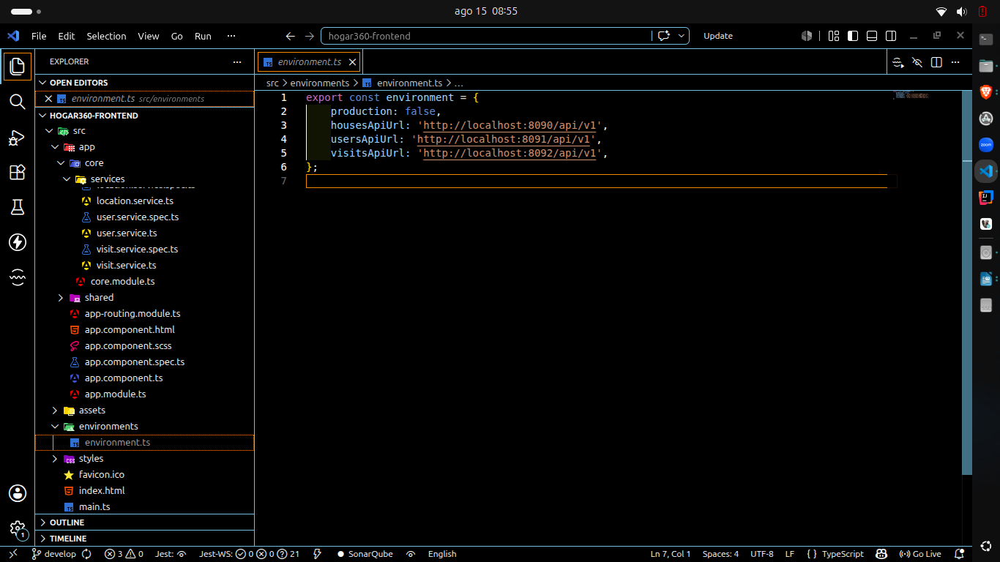 ago 15 08:55
File Edit Selection View Go Run ··· hogar360-frontend Update
EXPLORER ···
OPEN EDITORS
environment.ts src/environments
HOGAR360-FRONTEND
src
app
core
services
location.service.spec.ts
location.service.ts
user.service.spec.ts
user.service.ts
visit.service.spec.ts
visit.service.ts
core.module.ts
shared
app-routing.module.ts
app.component.html
app.component.scss
app.component.spec.ts
app.component.ts
app.module.ts
assets
environments
environment.ts
styles
favicon.ico
index.html
main.ts
OUTLINE
TIMELINE
environment.ts
src > environments > environment.ts > ...
1 export const environment = {
2 production: false,
3 housesApiUrl: 'http://localhost:8090/api/v1',
4 usersApiUrl: 'http://localhost:8091/api/v1',
5 visitsApiUrl: 'http://localhost:8092/api/v1',
6 };
7
develop 3 0 Jest: Jest-WS: 0 0 21 SonarQube English Ln 7, Col 1 Spaces: 4 UTF-8 LF { } TypeScript Go Live